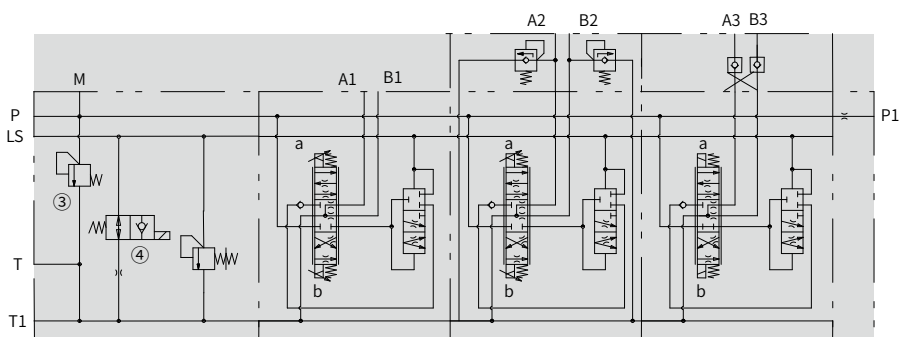 A2 B2 A3 B3
M A1 B1
P P1
LS
a a a
③
④
T
b b b
T1